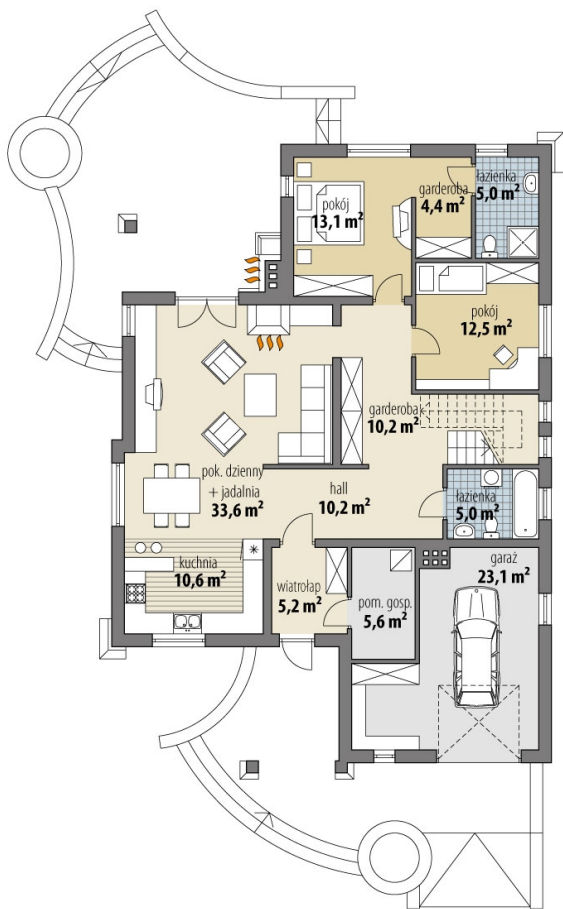 pokój
13,1 m²
garderoba
4,4 m²
łazienka
5,0 m²
pokój
12,5 m²
garderoba
10,2 m²
pok. dzienny
+ jadalnia
33,6 m²
hall
10,2 m²
łazienka
5,0 m²
kuchnia
10,6 m²
wiatrołap
5,2 m²
pom. gosp.
5,6 m²
garaż
23,1 m²